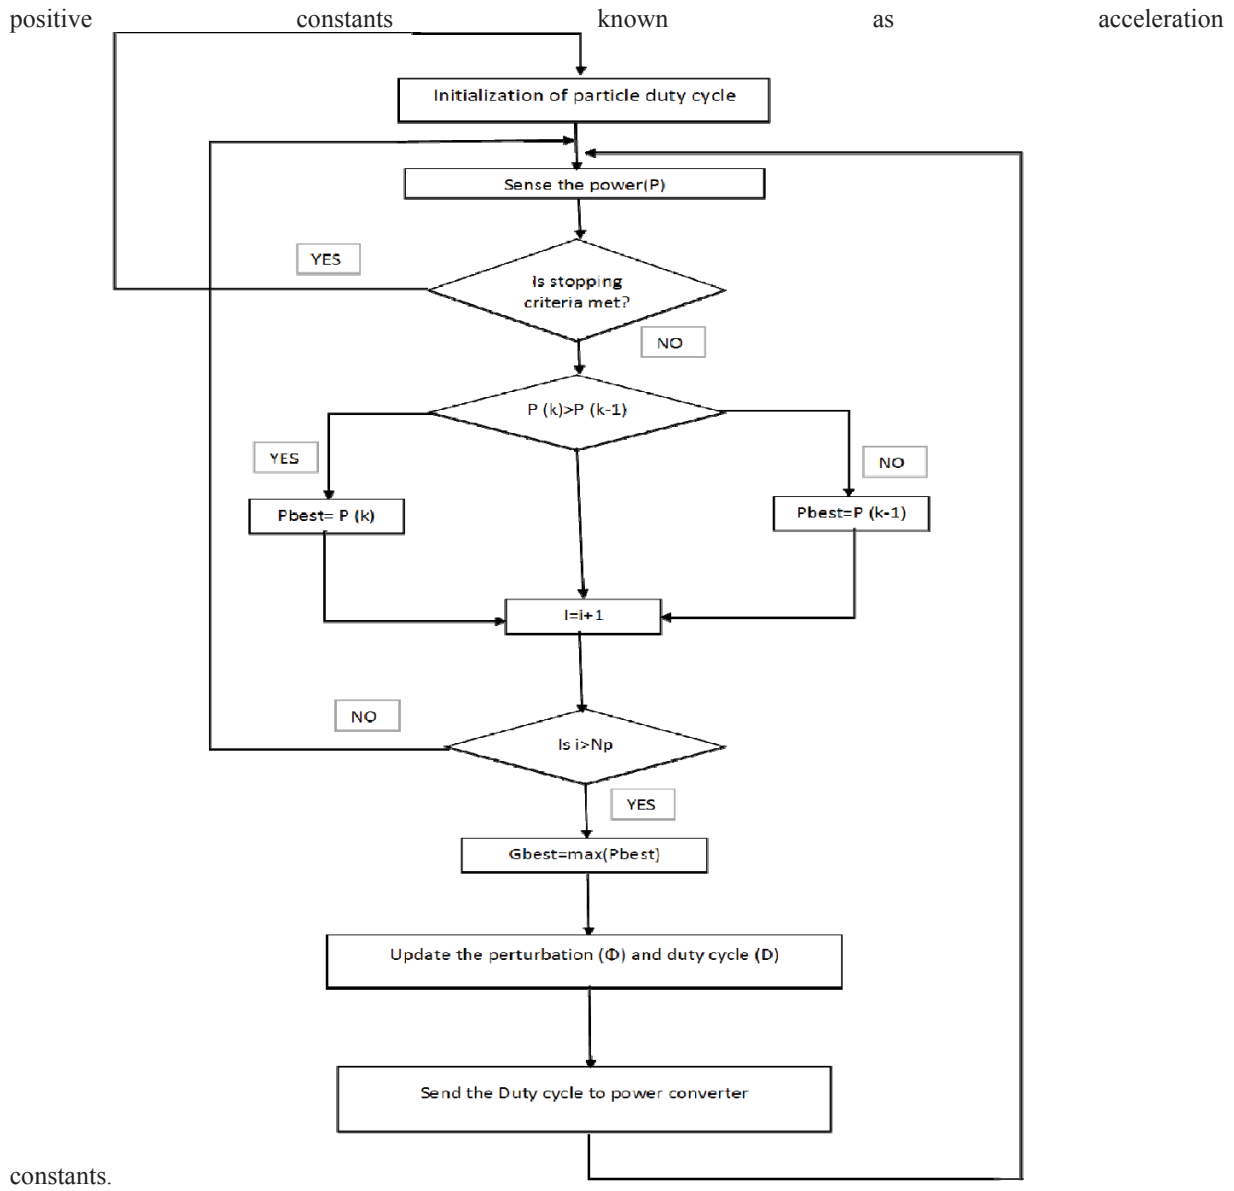 positive constants known as acceleration
Initialization of particle duty cycle
Sense the power(P)
YES
Is stopping
criteria met?
NO
P (k)>P (k-1)
YES
NO
Pbest= P (k)
Pbest=P (k-1)
I=i+1
NO
Is i>Np
YES
Gbest=max(Pbest)
Update the perturbation (Φ) and duty cycle (D)
Send the Duty cycle to power converter
constants.